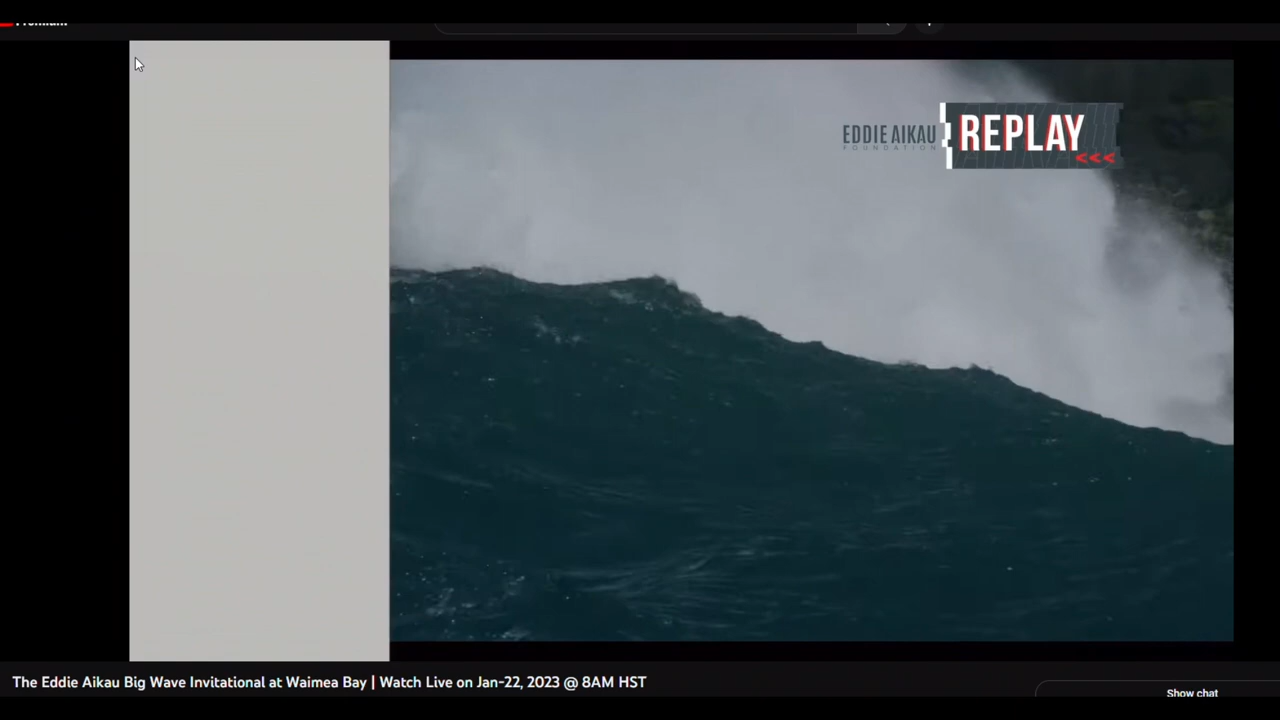 Premium
EDDIE AIKAU
FOUNDATION
REPLAY
<<<
The Eddie Aikau Big Wave Invitational at Waimea Bay | Watch Live on Jan-22, 2023 @ 8AM HST
Show chat